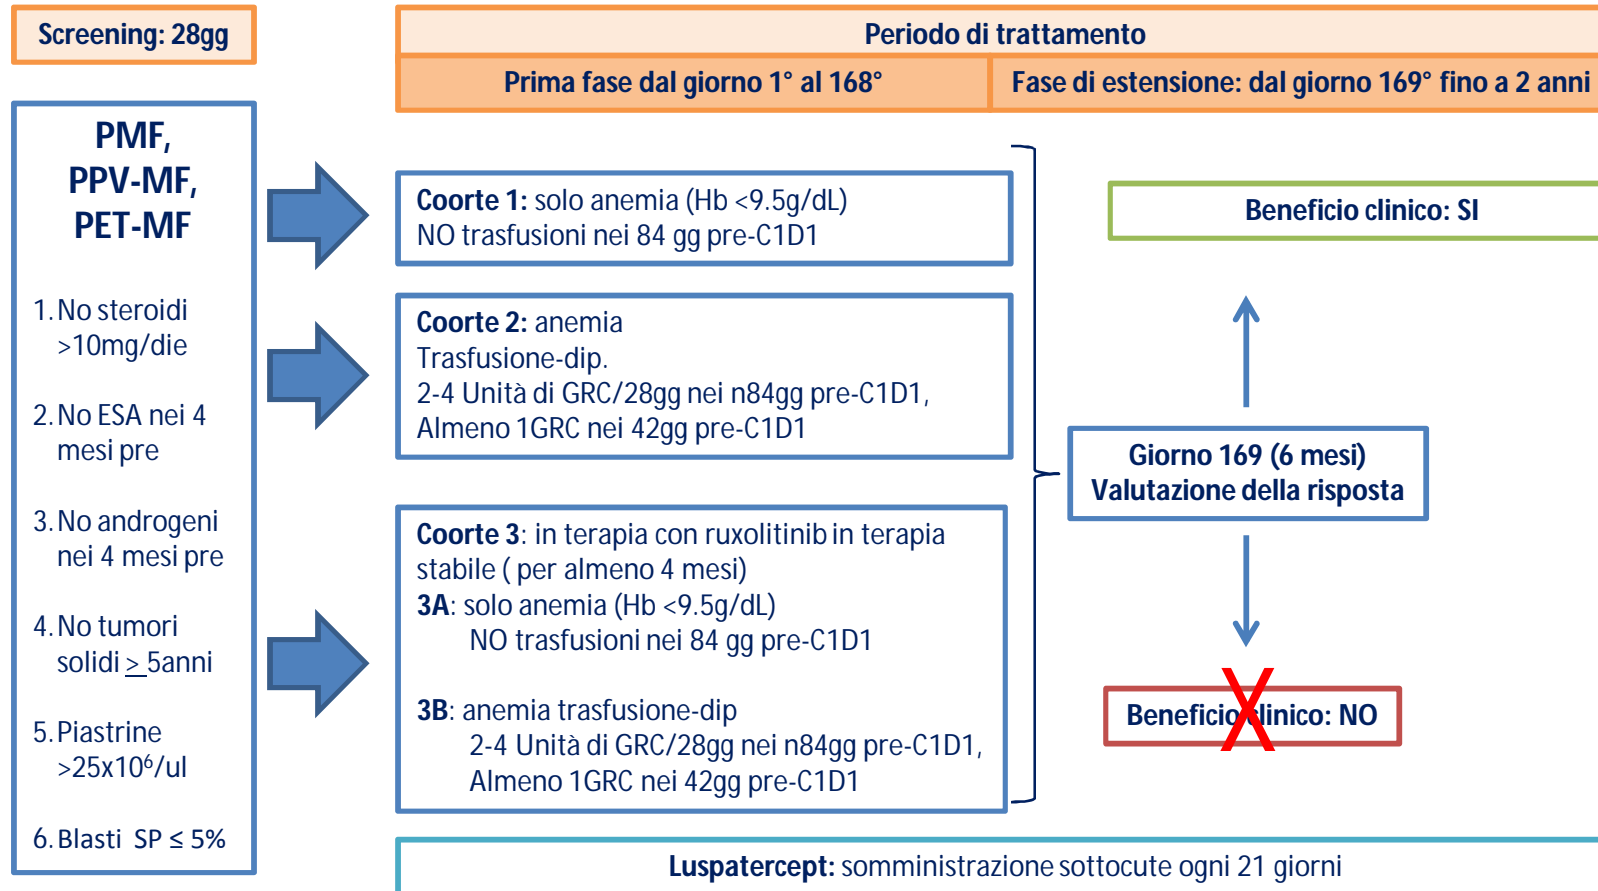 Screening: 28gg
Periodo di trattamento
Prima fase dal giorno 1° al 168°
Fase di estensione: dal giorno 169° fino a 2 anni
PMF,
PPV-MF,
PET-MF
1. No steroidi
>10mg/die
2. No ESA nei 4
mesi pre
3. No androgeni
nei 4 mesi pre
4. No tumori
solidi > 5anni
5. Piastrine
>25x10⁶/ul
6. Blasti SP ≤ 5%
Coorte 1: solo anemia (Hb <9.5g/dL)
NO trasfusioni nei 84 gg pre-C1D1
Coorte 2: anemia
Trasfusione-dip.
2-4 Unità di GRC/28gg nei n84gg pre-C1D1,
Almeno 1GRC nei 42gg pre-C1D1
Coorte 3: in terapia con ruxolitinib in terapia
stabile ( per almeno 4 mesi)
3A: solo anemia (Hb <9.5g/dL)
NO trasfusioni nei 84 gg pre-C1D1
3B: anemia trasfusione-dip
2-4 Unità di GRC/28gg nei n84gg pre-C1D1,
Almeno 1GRC nei 42gg pre-C1D1
Beneficio clinico: SI
Giorno 169 (6 mesi)
Valutazione della risposta
Beneficio clinico: NO
X
Luspatercept: somministrazione sottocute ogni 21 giorni